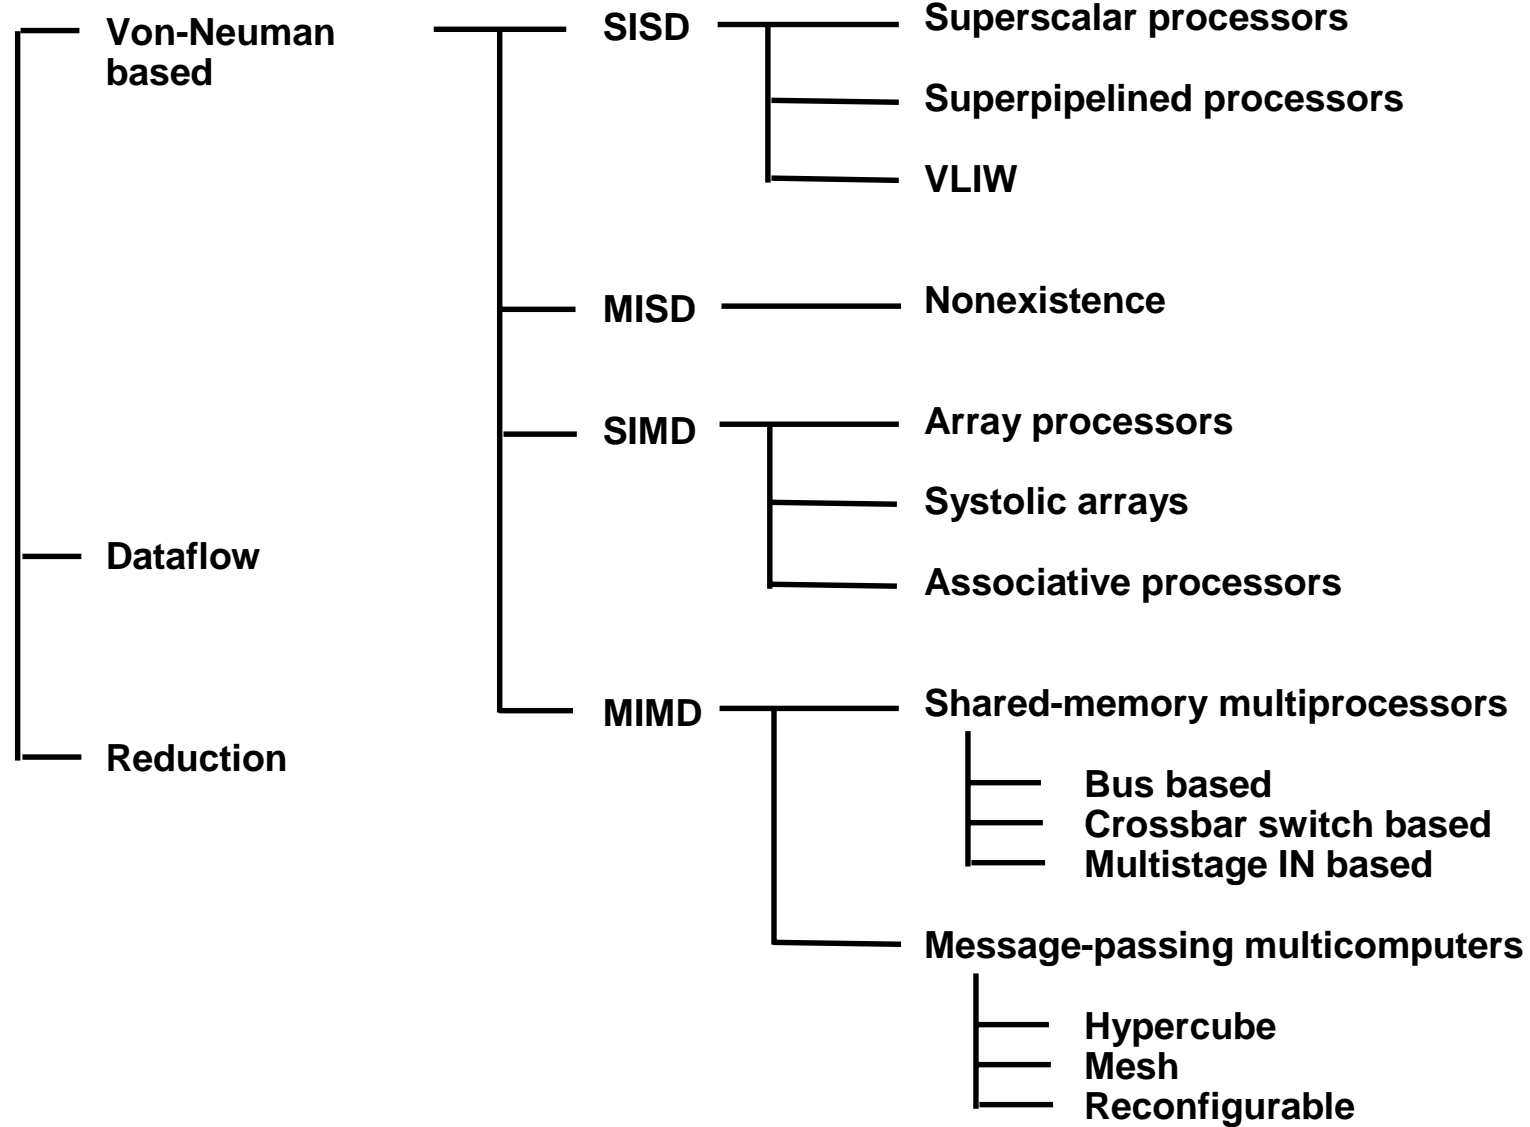 Von-Neuman
based
SISD
Superscalar processors
Superpipelined processors
VLIW
MISD
Nonexistence
SIMD
Array processors
Systolic arrays
Associative processors
Dataflow
MIMD
Shared-memory multiprocessors
Reduction
Bus based
Crossbar switch based
Multistage IN based
Message-passing multicomputers
Hypercube
Mesh
Reconfigurable